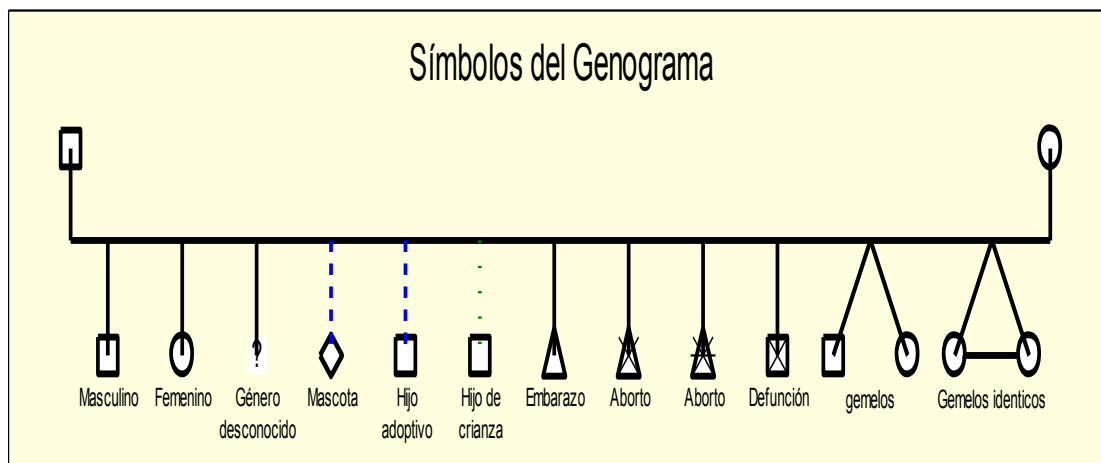 Símbolos del Genograma
?
Masculino
Femenino
Género
desconocido
Mascota
Hijo
adoptivo
Hijo de
crianza
Embarazo
Aborto
Aborto
Defunción
gemelos
Gemelos identicos